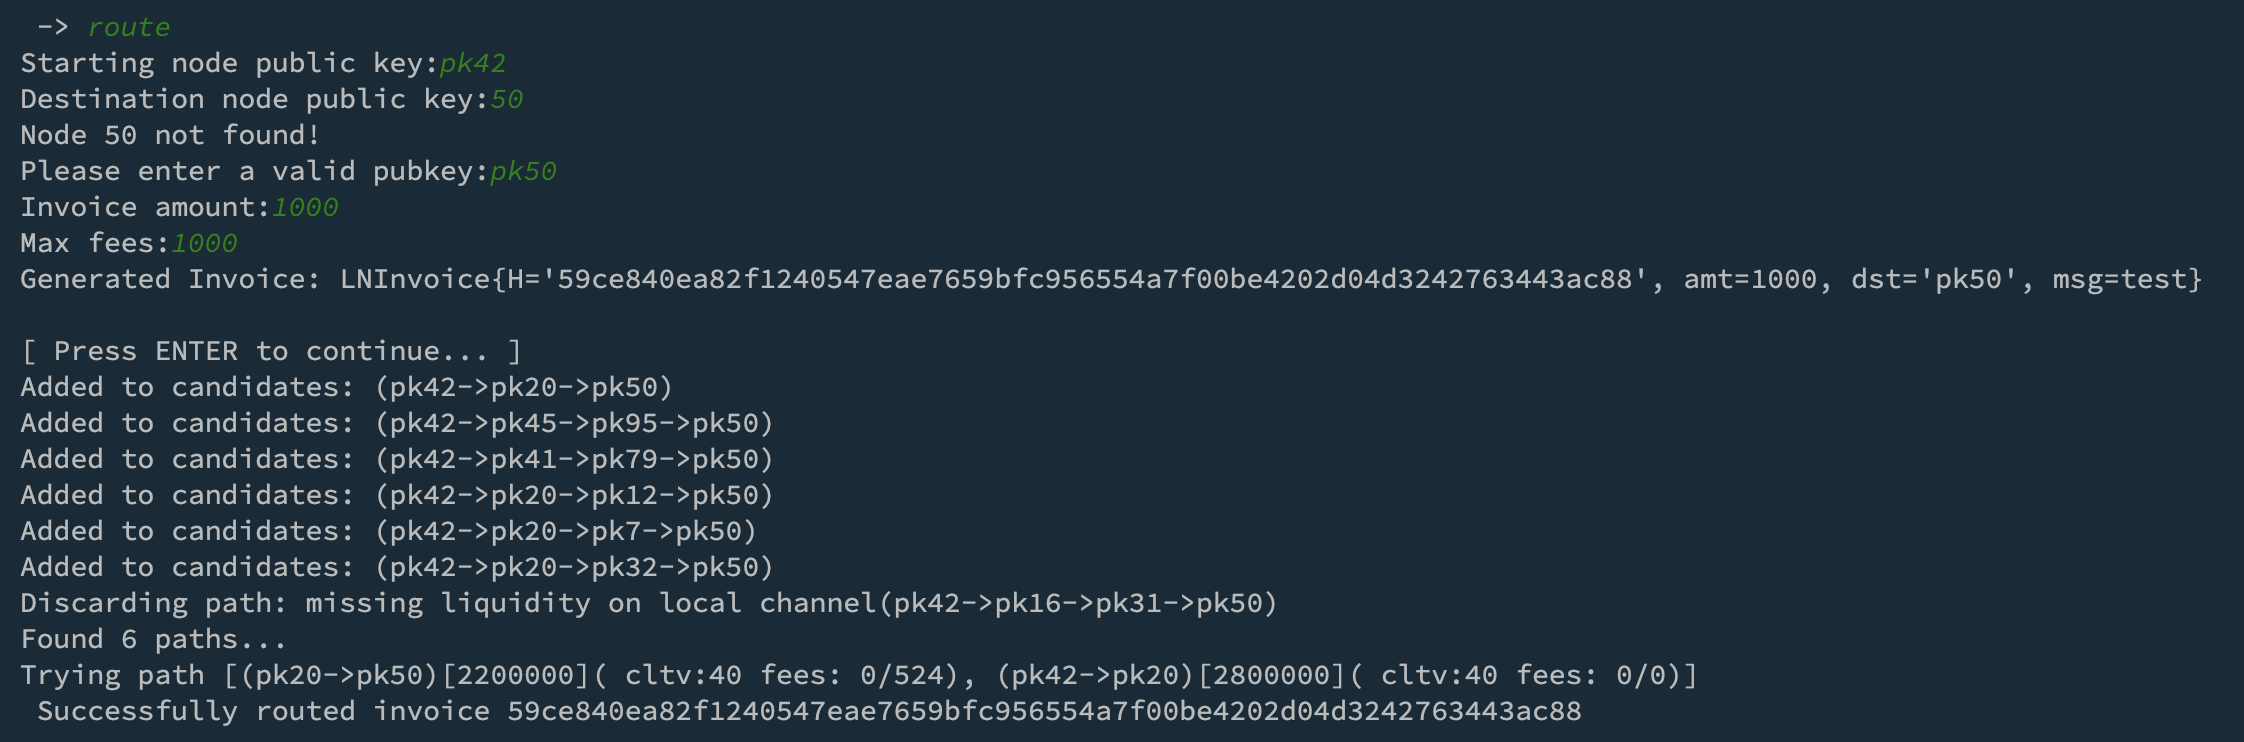 -> route
Starting node public key:pk42
Destination node public key:50
Node 50 not found!
Please enter a valid pubkey:pk50
Invoice amount:1000
Max fees:1000
Generated Invoice: LNInvoice{H='59ce840ea82f1240547eae7659bfc956554a7f00be4202d04d3242763443ac88', amt=1000, dst='pk50', msg=test}
[ Press ENTER to continue... ]
Added to candidates: (pk42->pk20->pk50)
Added to candidates: (pk42->pk45->pk95->pk50)
Added to candidates: (pk42->pk41->pk79->pk50)
Added to candidates: (pk42->pk20->pk12->pk50)
Added to candidates: (pk42->pk20->pk7->pk50)
Added to candidates: (pk42->pk20->pk32->pk50)
Discarding path: missing liquidity on local channel(pk42->pk16->pk31->pk50)
Found 6 paths...
Trying path [(pk20->pk50)[2200000]( cltv:40 fees: 0/524), (pk42->pk20)[2800000]( cltv:40 fees: 0/0)]
Successfully routed invoice 59ce840ea82f1240547eae7659bfc956554a7f00be4202d04d3242763443ac88